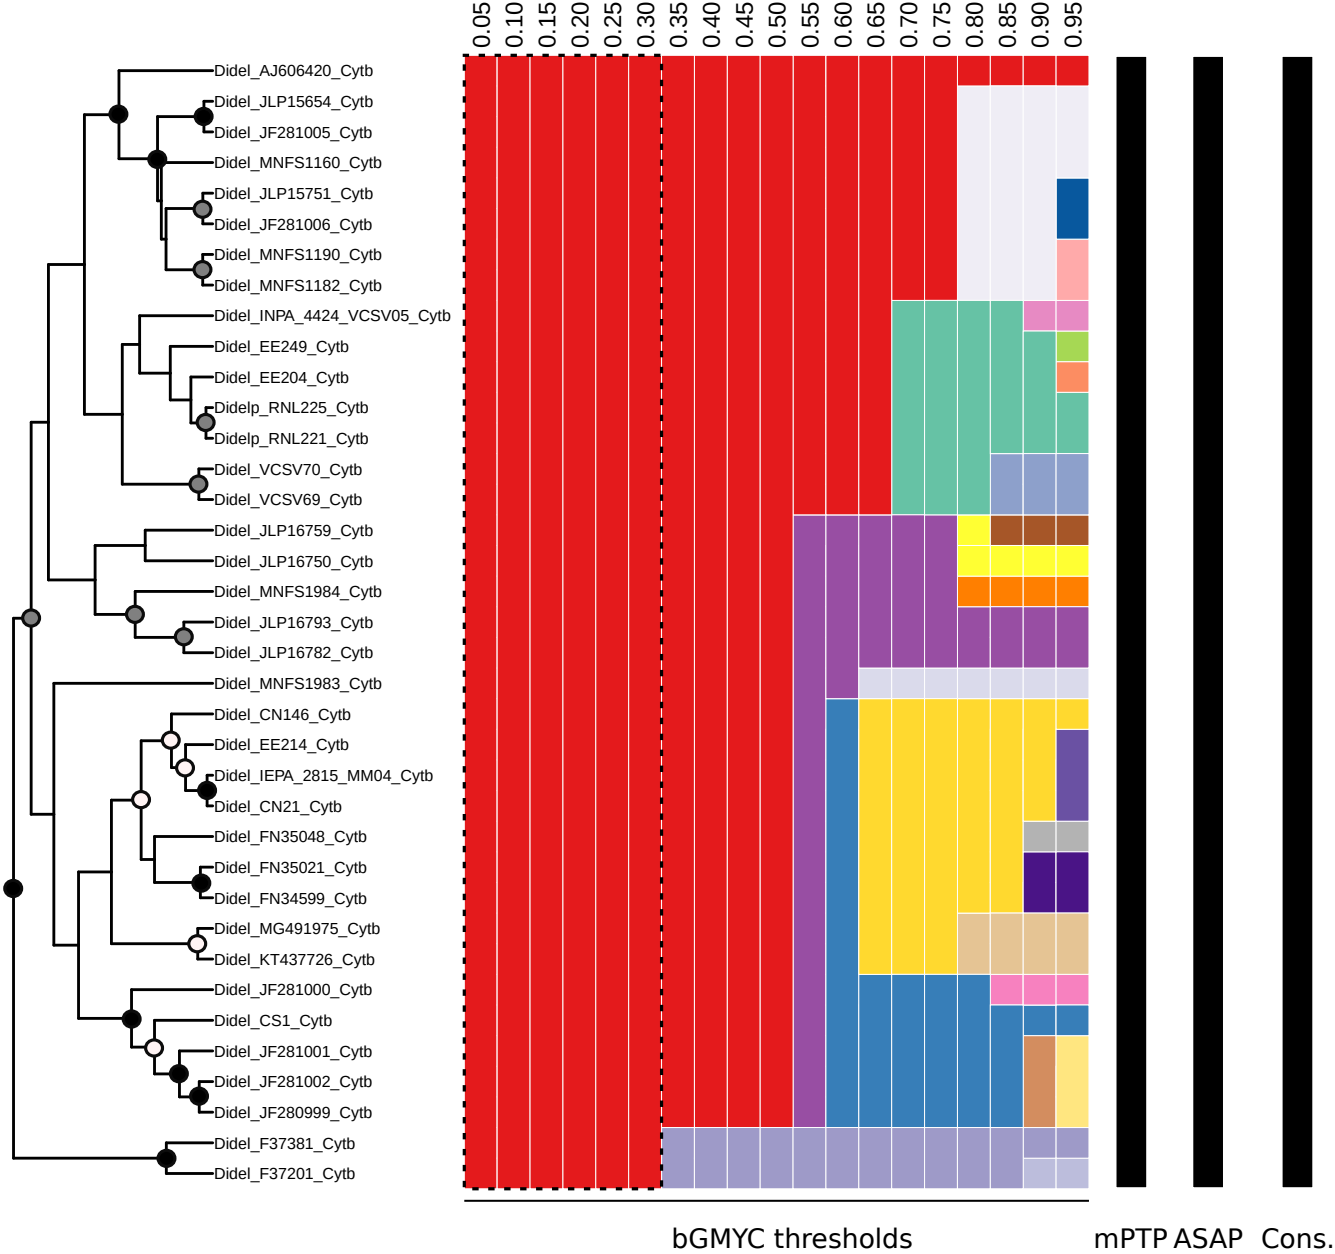 0.05 0.10 0.15 0.20 0.25 0.30 0.35 0.40 0.45 0.50 0.55 0.60 0.65 0.70 0.75 0.80 0.85 0.90 0.95
Didel_AJ606420_Cytb
Didel_JLP15654_Cytb
Didel_JF281005_Cytb
Didel_MNFS1160_Cytb
Didel_JLP15751_Cytb
Didel_JF281006_Cytb
Didel_MNFS1190_Cytb
Didel_MNFS1182_Cytb
Didel_INPA_4424_VCSV05_Cytb
Didel_EE249_Cytb
Didel_EE204_Cytb
Didelp_RNL225_Cytb
Didelp_RNL221_Cytb
Didel_VCSV70_Cytb
Didel_VCSV69_Cytb
Didel_JLP16759_Cytb
Didel_JLP16750_Cytb
Didel_MNFS1984_Cytb
Didel_JLP16793_Cytb
Didel_JLP16782_Cytb
Didel_MNFS1983_Cytb
Didel_CN146_Cytb
Didel_EE214_Cytb
Didel_IEPA_2815_MM04_Cytb
Didel_CN21_Cytb
Didel_FN35048_Cytb
Didel_FN35021_Cytb
Didel_FN34599_Cytb
Didel_MG491975_Cytb
Didel_KT437726_Cytb
Didel_JF281000_Cytb
Didel_CS1_Cytb
Didel_JF281001_Cytb
Didel_JF281002_Cytb
Didel_JF280999_Cytb
Didel_F37381_Cytb
Didel_F37201_Cytb
bGMYC thresholds mPTP ASAP Cons.